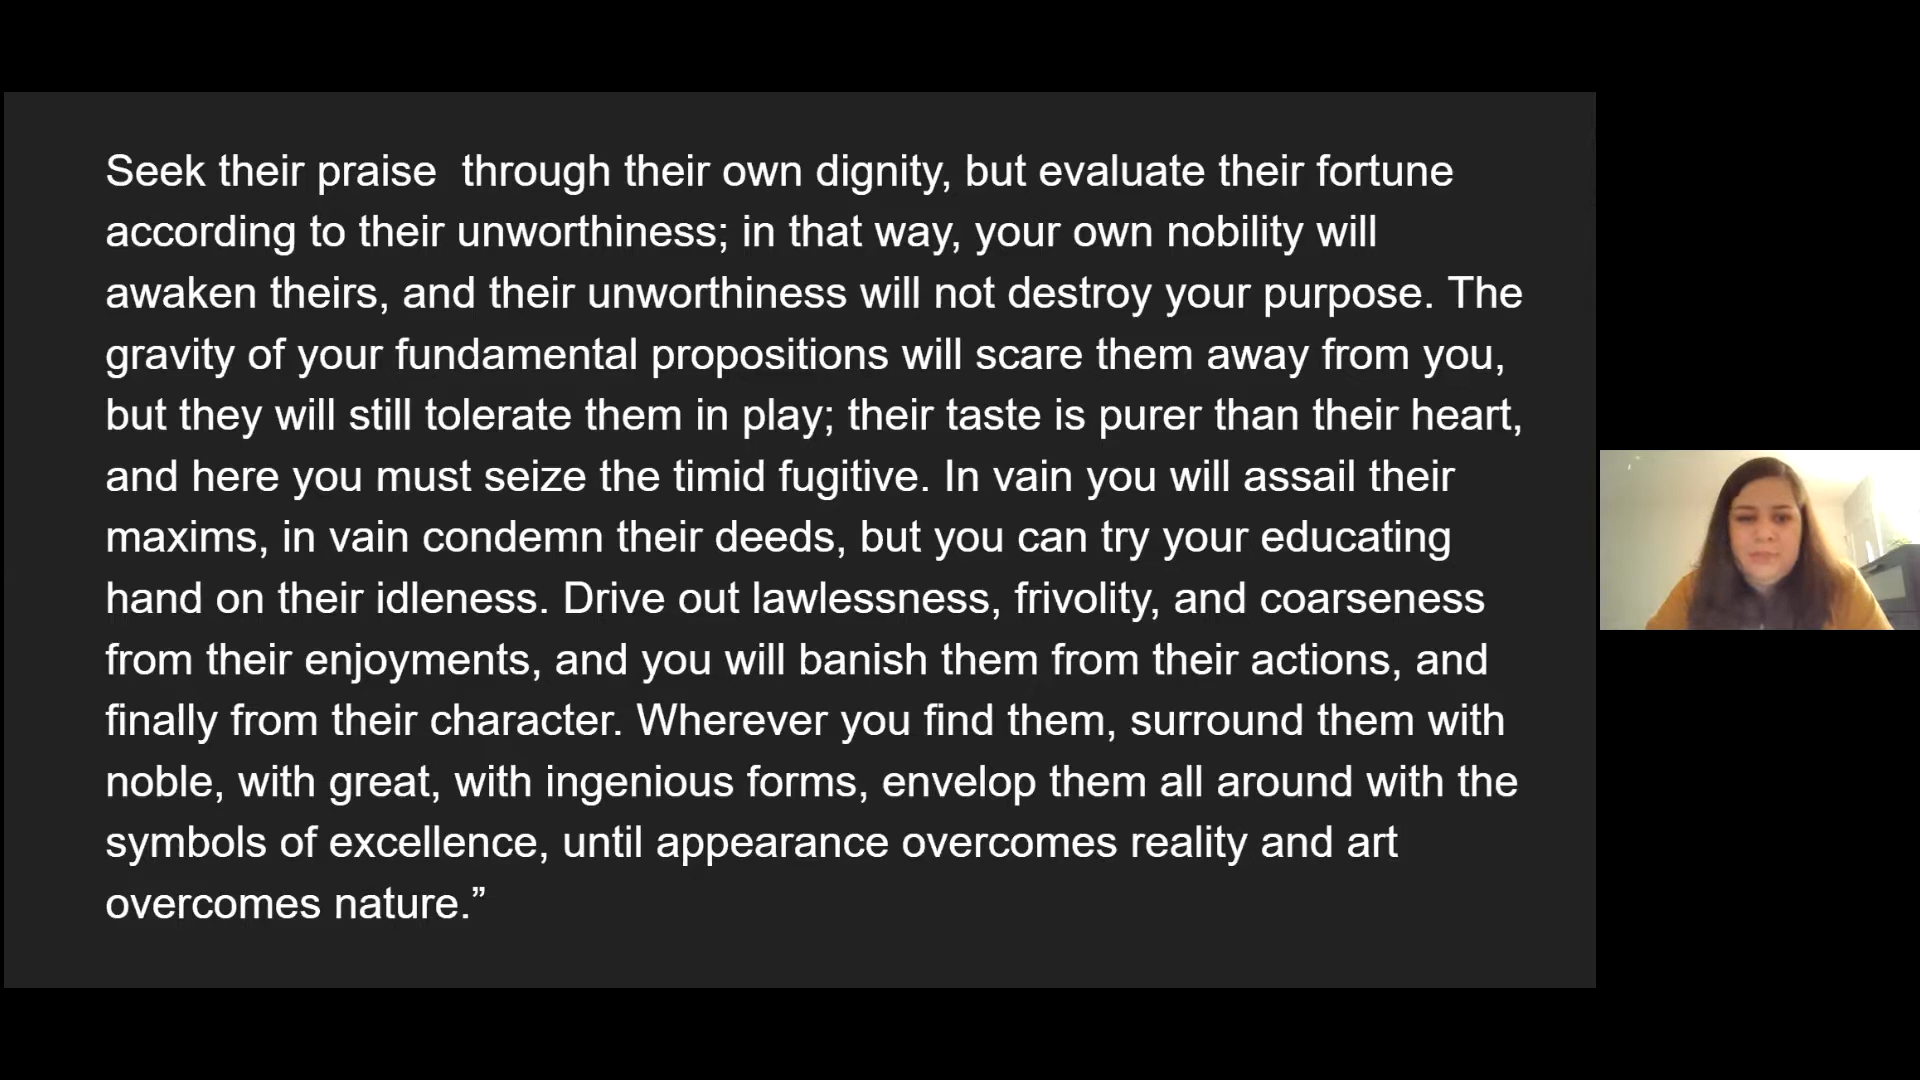 Seek their praise  through their own dignity, but evaluate their fortune
according to their unworthiness; in that way, your own nobility will
awaken theirs, and their unworthiness will not destroy your purpose. The
gravity of your fundamental propositions will scare them away from you,
but they will still tolerate them in play; their taste is purer than their heart,
and here you must seize the timid fugitive. In vain you will assail their
maxims, in vain condemn their deeds, but you can try your educating
hand on their idleness. Drive out lawlessness, frivolity, and coarseness
from their enjoyments, and you will banish them from their actions, and
finally from their character. Wherever you find them, surround them with
noble, with great, with ingenious forms, envelop them all around with the
symbols of excellence, until appearance overcomes reality and art
overcomes nature.”